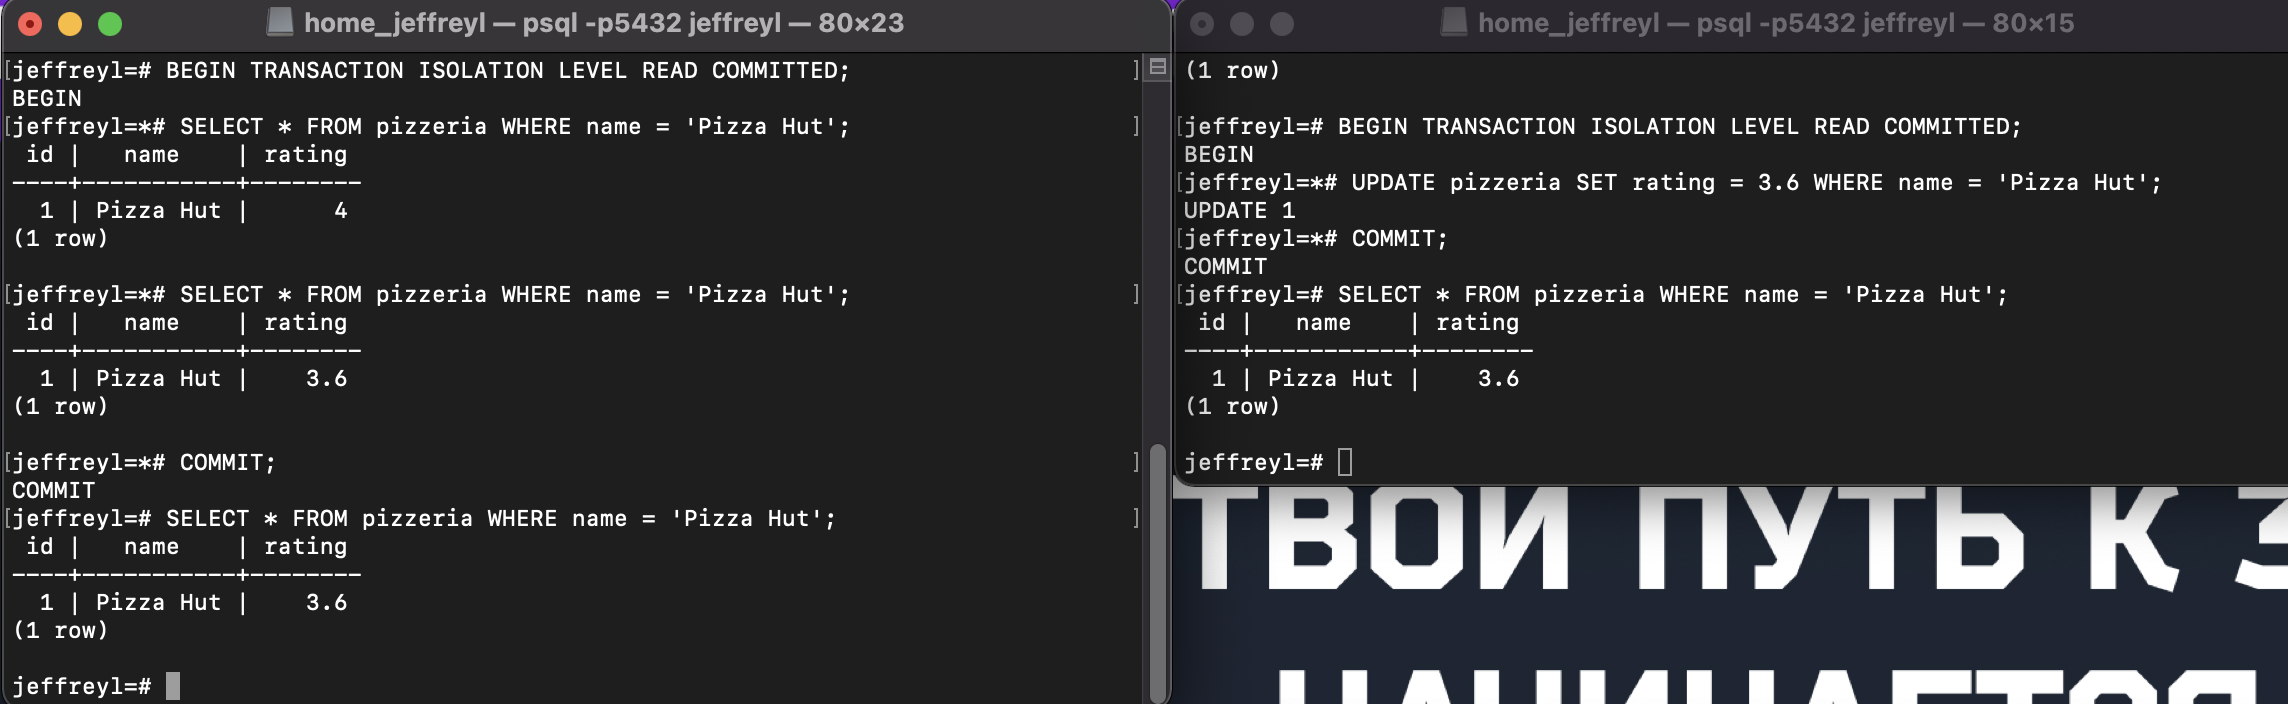 home_jeffreyl — psql -p5432 jeffreyl — 80×23
[jeffreyl=# BEGIN TRANSACTION ISOLATION LEVEL READ COMMITTED; ]
BEGIN
[jeffreyl=*# SELECT * FROM pizzeria WHERE name = 'Pizza Hut'; ]
 id |   name    | rating
----+-----------+--------
  1 | Pizza Hut |      4
(1 row)
[jeffreyl=*# SELECT * FROM pizzeria WHERE name = 'Pizza Hut'; ]
 id |   name    | rating
----+-----------+--------
  1 | Pizza Hut |    3.6
(1 row)
[jeffreyl=*# COMMIT; ]
COMMIT
[jeffreyl=# SELECT * FROM pizzeria WHERE name = 'Pizza Hut'; ]
 id |   name    | rating
----+-----------+--------
  1 | Pizza Hut |    3.6
(1 row)
jeffreyl=#
home_jeffreyl — psql -p5432 jeffreyl — 80×15
(1 row)
[jeffreyl=# BEGIN TRANSACTION ISOLATION LEVEL READ COMMITTED;
BEGIN
[jeffreyl=*# UPDATE pizzeria SET rating = 3.6 WHERE name = 'Pizza Hut';
UPDATE 1
[jeffreyl=*# COMMIT;
COMMIT
[jeffreyl=# SELECT * FROM pizzeria WHERE name = 'Pizza Hut';
 id |   name    | rating
----+-----------+--------
  1 | Pizza Hut |    3.6
(1 row)
jeffreyl=#
ТВОЙ ПУТЬ К
НАЧИНАЕТСЯ